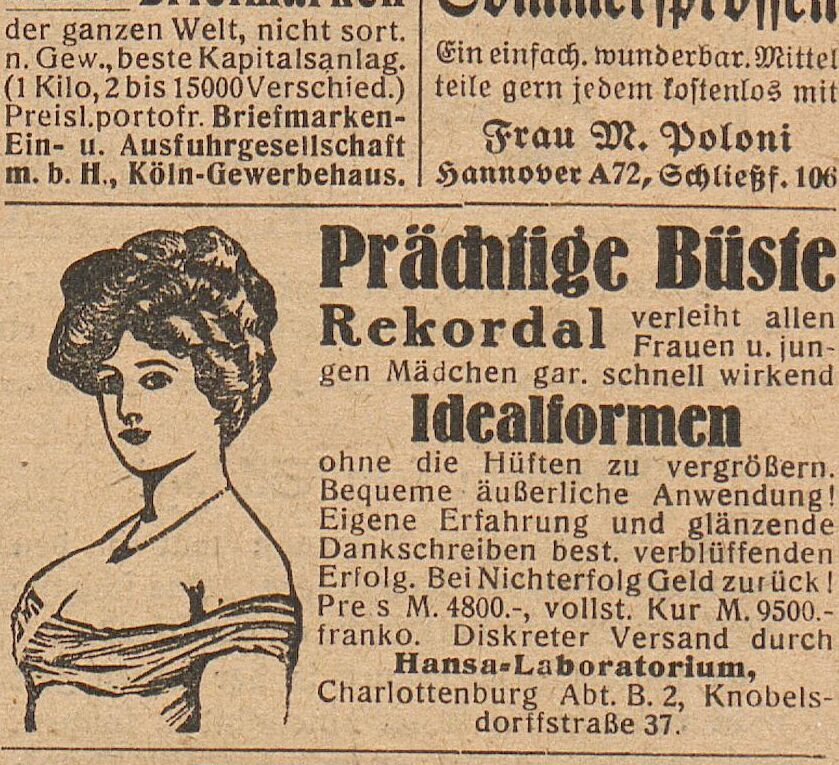 Briefmarken
der ganzen Welt, nicht sort.
n. Gew., beste Kapitalsanlag.
(1 Kilo, 2 bis 15000 Verschied.)
Preisl. portofr. Briefmarken-
Ein- u. Ausfuhrgesellschaft
m. b. H., Köln-Gewerbehaus.
Sommersprossen
Ein einfach. wunderbar. Mittel
teile gern jedem kostenlos mit
Frau M. Poloni
Hannover A72, Schließf. 106
Prächtige Büste
Rekordal verleiht allen
Frauen u. jun-
gen Mädchen gar. schnell wirkend
Idealformen
ohne die Hüften zu vergrößern.
Bequeme äußerliche Anwendung!
Eigene Erfahrung und glänzende
Dankschreiben best. verblüffenden
Erfolg. Bei Nichterfolg Geld zurück!
Pre s M. 4800.-, vollst. Kur M. 9500.-
franko. Diskreter Versand durch
Hansa-Laboratorium,
Charlottenburg Abt. B. 2, Knobels-
dorffstraße 37.